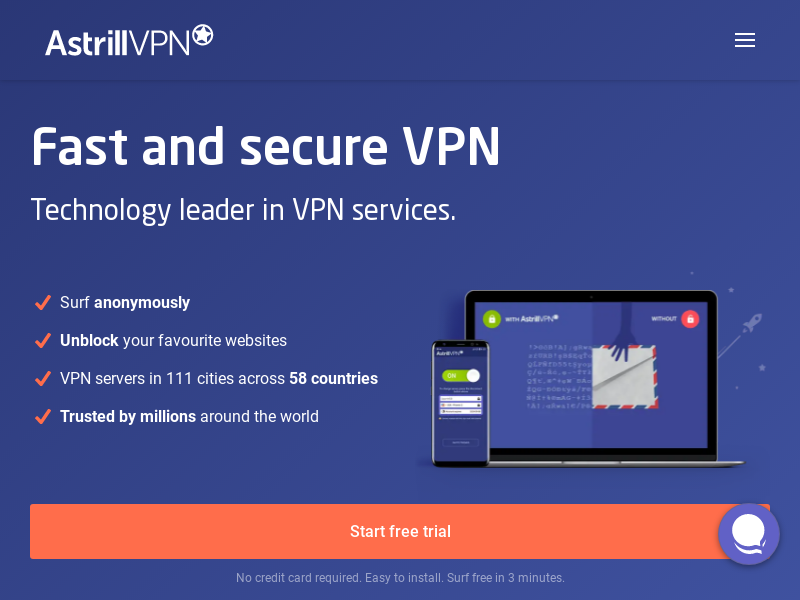 AstrillVPN
Fast and secure VPN
Technology leader in VPN services.
Surf anonymously
Unblock your favourite websites
VPN servers in 111 cities across 58 countries
Trusted by millions around the world
WITH AstrillVPN
WITHOUT
AstrillVPN
ON
Start free trial
No credit card required. Easy to install. Surf free in 3 minutes.